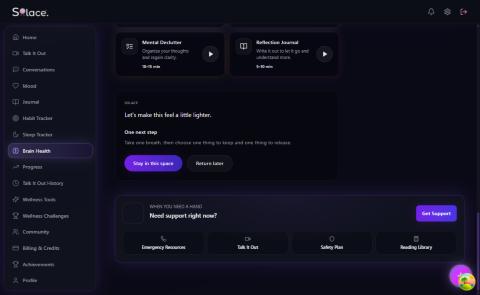 Solace.
Home
Talk It Out
Conversations
Mood
Journal
Habit Tracker
Sleep Tracker
Brain Health
Progress
Talk It Out History
Wellness Tools
Wellness Challenges
Community
Billing & Credits
Achievements
Profile
Mental Declutter
Organize your thoughts
and regain clarity.
10-15 min
Reflection Journal
Write it out to let it go and
understand more.
5-10 min
SOLACE
Let's make this feel a little lighter.
One next step
Take one breath, then choose one thing to keep and one thing to release.
Stay in this space
Return later
WHEN YOU NEED A HAND
Need support right now?
Get Support
Emergency Resources
Talk It Out
Safety Plan
Reading Library